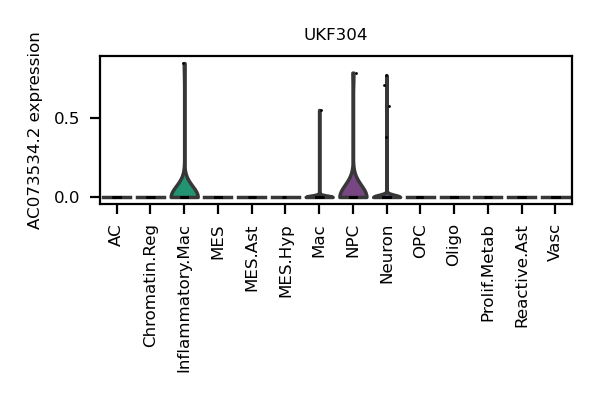 UKF304
AC073534.2 expression
0.5
0.0
AC
Chromatin.Reg
Inflammatory.Mac
MES
MES.Ast
MES.Hyp
Mac
NPC
Neuron
OPC
Oligo
Prolif.Metab
Reactive.Ast
Vasc